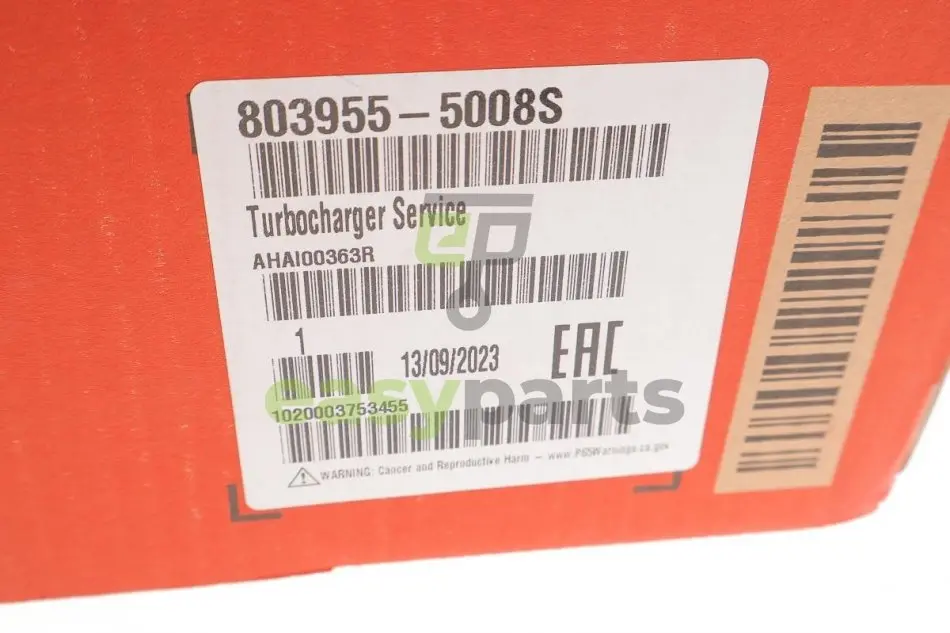 803955-5008S
Turbocharger Service
AHAI00363R
1
13/09/2023
EAC
easyparts
1020003753455
WARNING: Cancer and Reproductive Harm - www.P65Warnings.ca.gov